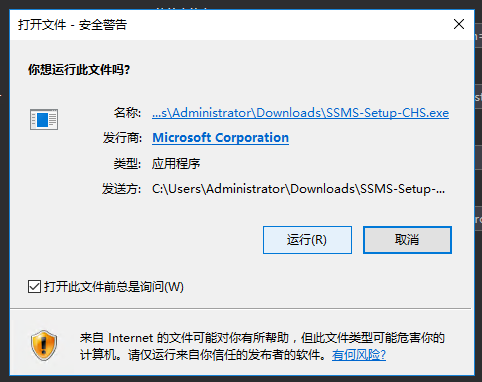 打开文件 - 安全警告
你想运行此文件吗?
名称: ...s\Administrator\Downloads\SSMS-Setup-CHS.exe
发行商: Microsoft Corporation
类型: 应用程序
发送方: C:\Users\Administrator\Downloads\SSMS-Setup-...
运行(R) 取消
打开此文件前总是询问(W)
来自 Internet 的文件可能对你有所帮助，但此文件类型可能危害你的
计算机。请仅运行来自你信任的发布者的软件。有何风险?